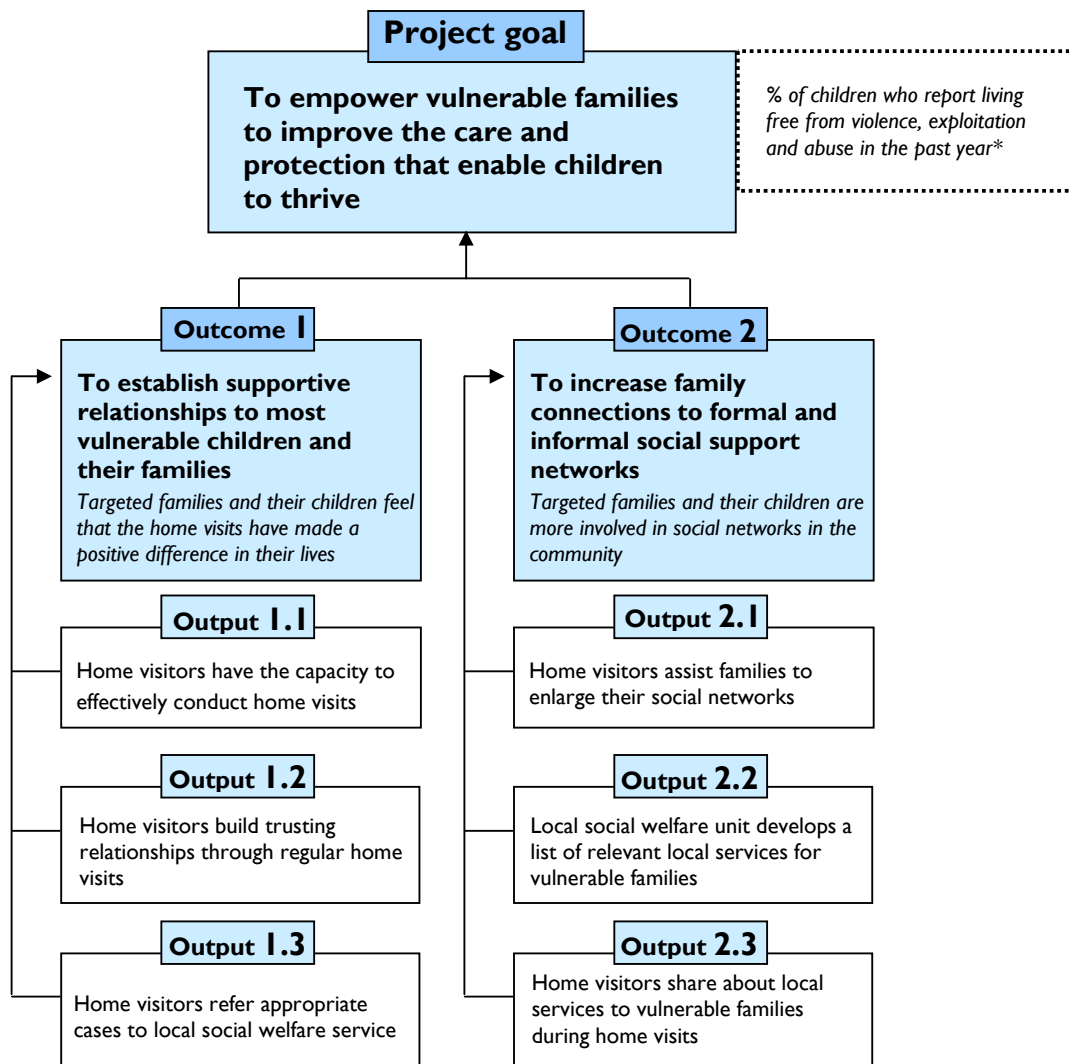 Project goal
To empower vulnerable families
to improve the care and
protection that enable children
to thrive
% of children who report living
free from violence, exploitation
and abuse in the past year*
Outcome 1
To establish supportive
relationships to most
vulnerable children and
their families
Targeted families and their children feel
that the home visits have made a
positive difference in their lives
Output 1.1
Home visitors have the capacity to
effectively conduct home visits
Output 1.2
Home visitors build trusting
relationships through regular home
visits
Output 1.3
Home visitors refer appropriate
cases to local social welfare service
Outcome 2
To increase family
connections to formal and
informal social support
networks
Targeted families and their children are
more involved in social networks in the
community
Output 2.1
Home visitors assist families to
enlarge their social networks
Output 2.2
Local social welfare unit develops a
list of relevant local services for
vulnerable families
Output 2.3
Home visitors share about local
services to vulnerable families
during home visits